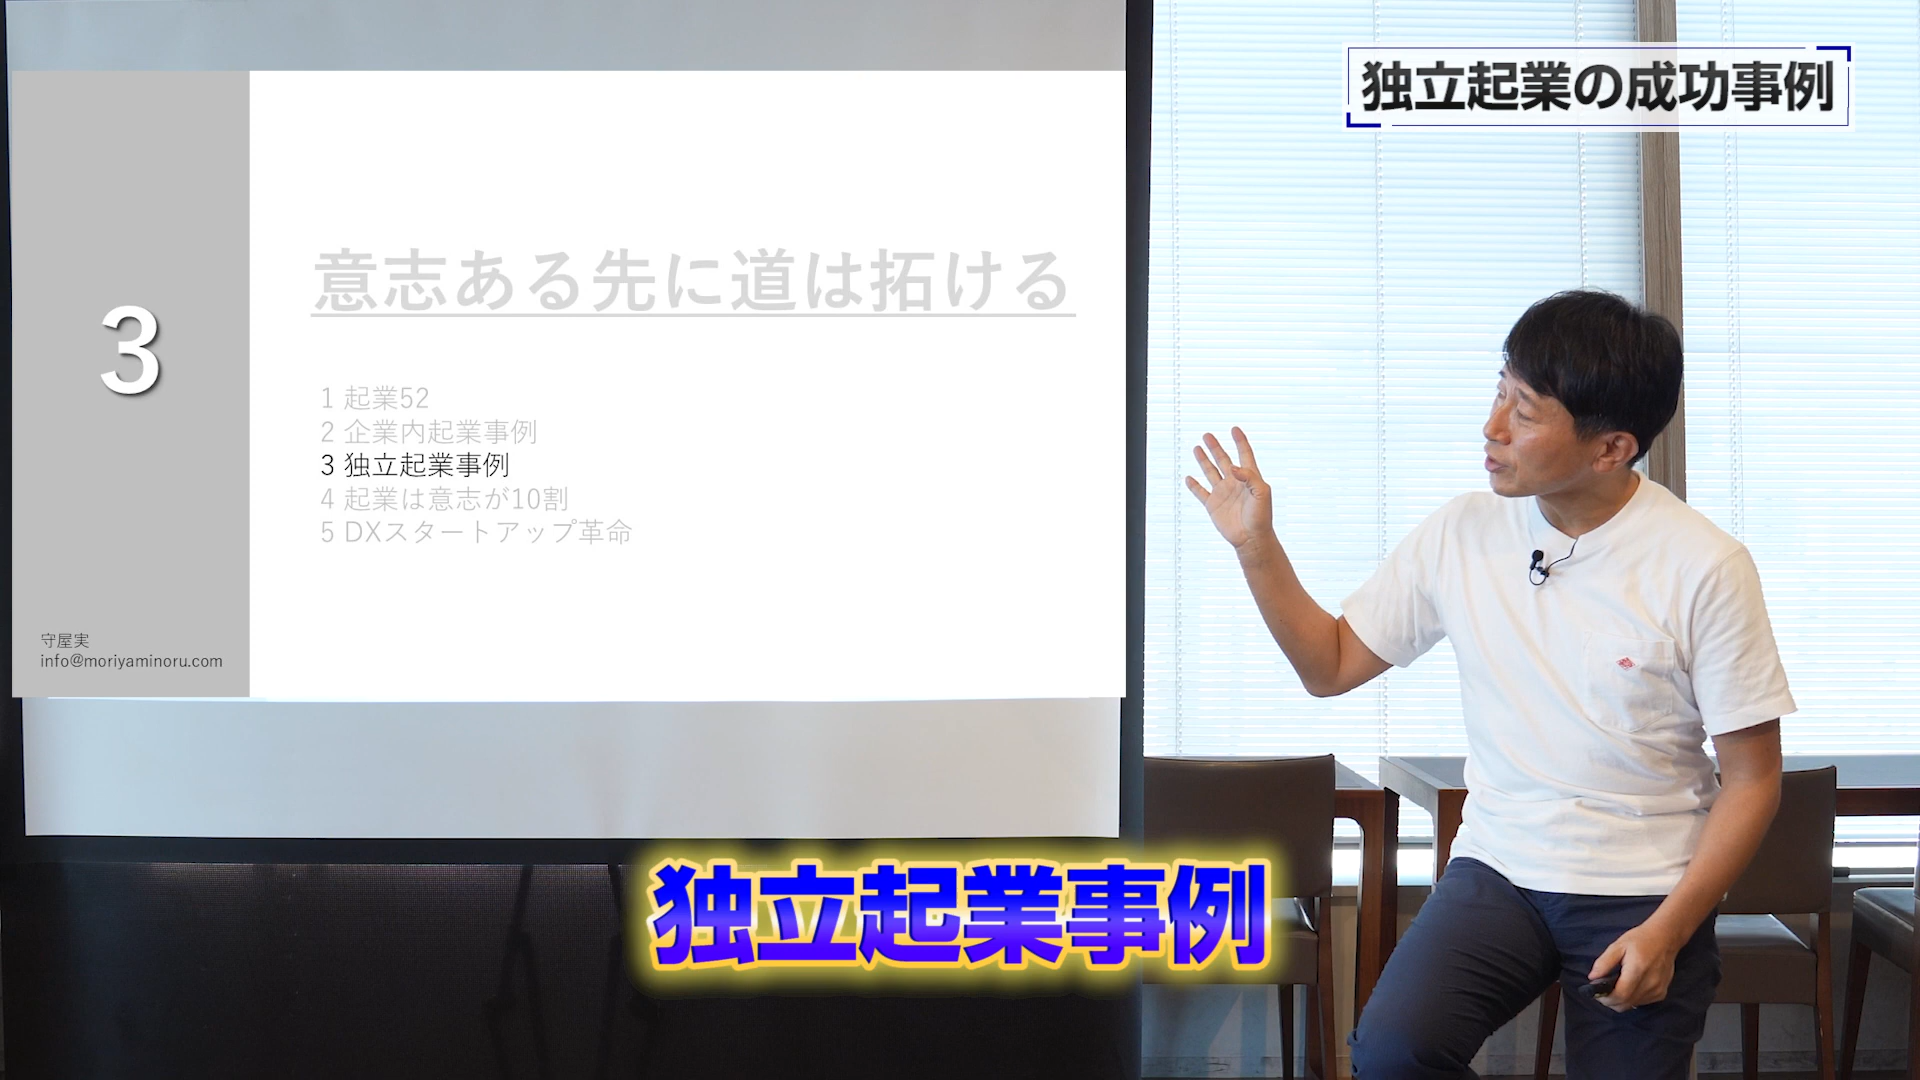 独立起業の成功事例
3
意志ある先に道は拓ける
1 起業52
2 企業内起業事例
3 独立起業事例
4 起業は意志が10割
5 DXスタートアップ革命
守屋実
info@moriyaminoru.com
独立起業事例